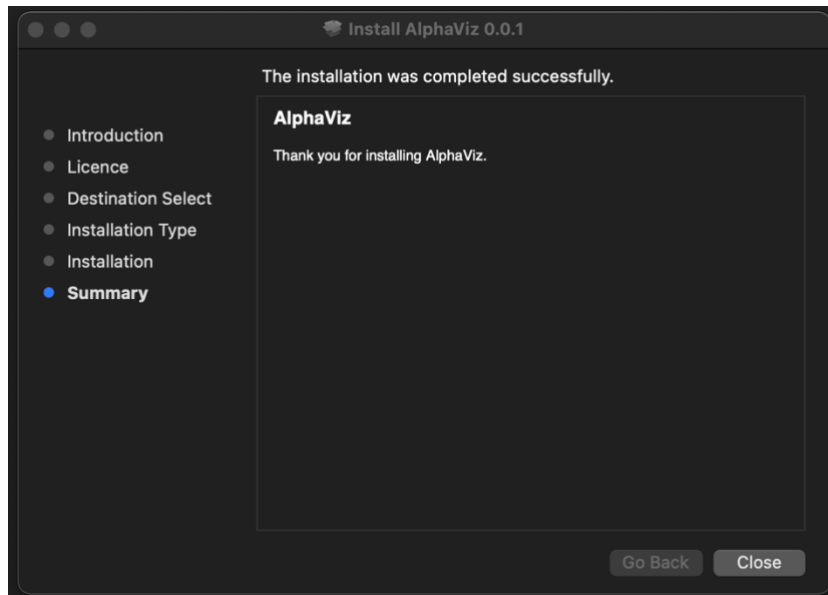 Install AlphaViz 0.0.1
The installation was completed successfully.
Introduction
Licence
Destination Select
Installation Type
Installation
Summary
AlphaViz
Thank you for installing AlphaViz.
Go Back
Close